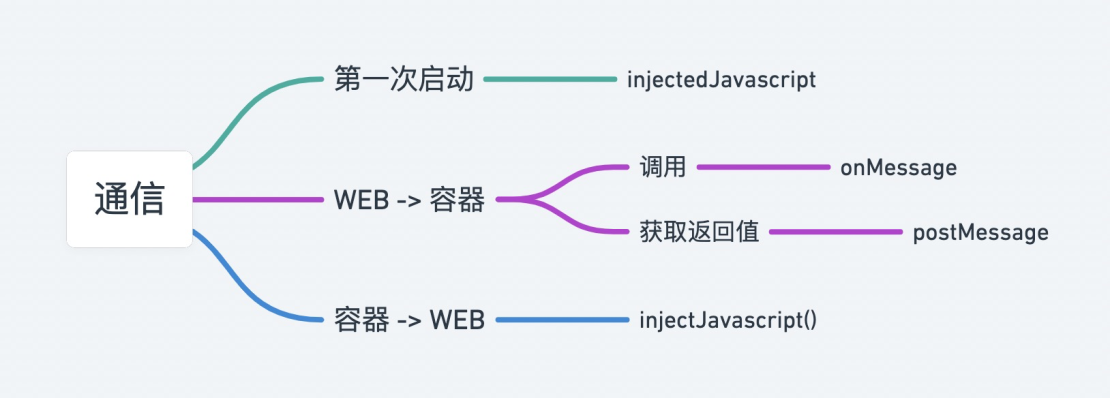 通信
第一次启动
injectedJavascript
WEB -> 容器
调用
onMessage
获取返回值
postMessage
容器 -> WEB
injectJavascript()